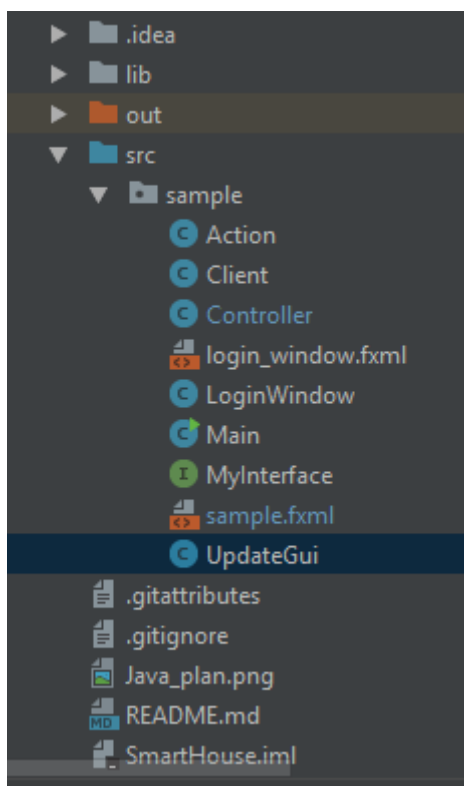 .idea
lib
out
src
sample
C Action
C Client
C Controller
<> login_window.fxml
C LoginWindow
C Main
I MyInterface
<> sample.fxml
C UpdateGui
.gitattributes
.gitignore
Java_plan.png
MD README.md
SmartHouse.iml